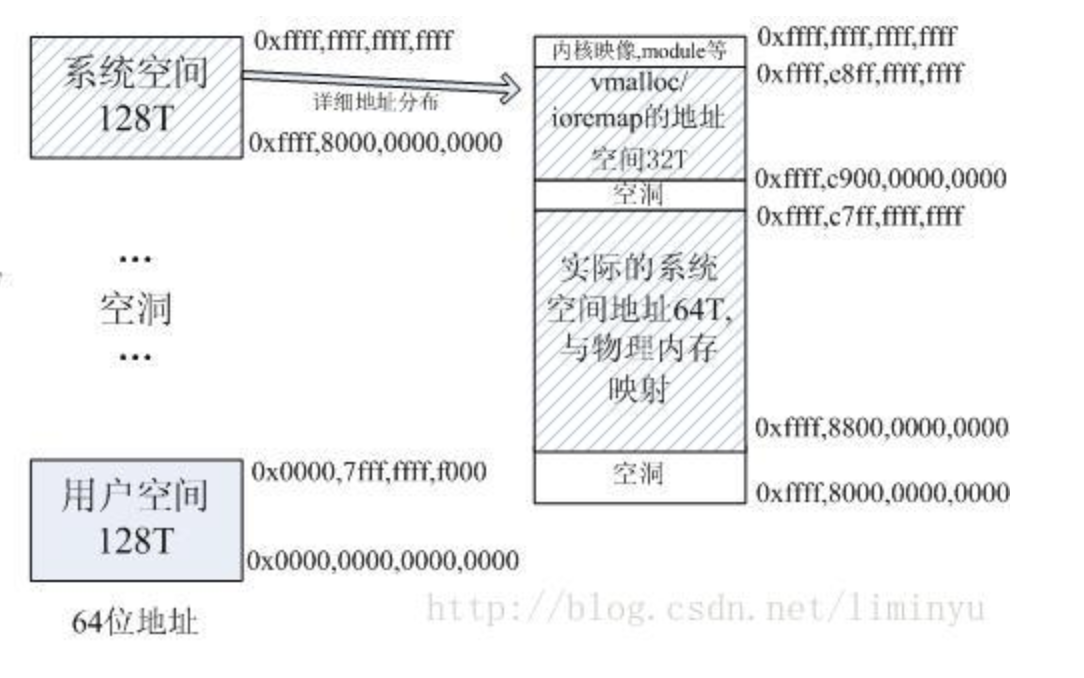 系统空间
128T
0xffff,ffff,ffff,ffff
详细地址分布
0xffff,8000,0000,0000
...
空洞
...
0x0000,7fff,ffff,f000
用户空间
128T
0x0000,0000,0000,0000
64位地址
内核映像,module等
0xffff,ffff,ffff,ffff
0xffff,c8ff,ffff,ffff
vmalloc/
ioremap的地址
空间32T
0xffff,c900,0000,0000
空洞
0xffff,c7ff,ffff,ffff
实际的系统
空间地址64T,
与物理内存
映射
0xffff,8800,0000,0000
空洞
0xffff,8000,0000,0000
http://blog.csdn.net/liminyu